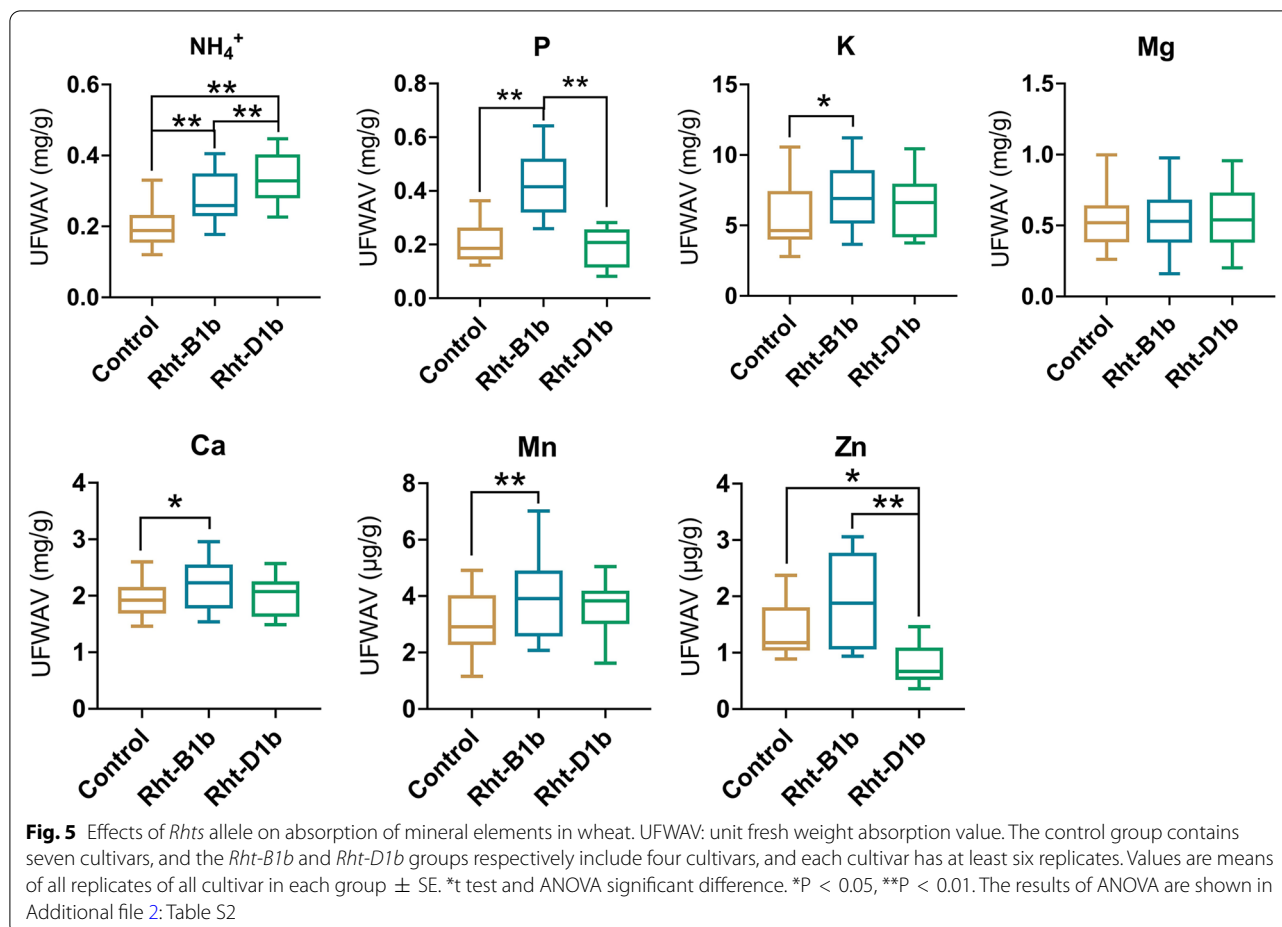 NH₄⁺
UFWAV (mg/g)
0.6
0.4
0.2
0.0
**
**
**
Control
Rht-B1b
Rht-D1b
P
UFWAV (mg/g)
0.8
0.6
0.4
0.2
0.0
**
**
Control
Rht-B1b
Rht-D1b
K
UFWAV (mg/g)
15
10
5
0
*
Control
Rht-B1b
Rht-D1b
Mg
UFWAV (mg/g)
1.5
1.0
0.5
0.0
Control
Rht-B1b
Rht-D1b
Ca
UFWAV (mg/g)
4
3
2
1
0
*
Control
Rht-B1b
Rht-D1b
Mn
UFWAV (µg/g)
8
6
4
2
0
**
Control
Rht-B1b
Rht-D1b
Zn
UFWAV (µg/g)
4
3
2
1
0
*
**
Control
Rht-B1b
Rht-D1b
Fig. 5 Effects of Rhts allele on absorption of mineral elements in wheat. UFWAV: unit fresh weight absorption value. The control group contains
seven cultivars, and the Rht-B1b and Rht-D1b groups respectively include four cultivars, and each cultivar has at least six replicates. Values are means
of all replicates of all cultivar in each group ± SE. *t test and ANOVA significant difference. *P < 0.05, **P < 0.01. The results of ANOVA are shown in
Additional file 2: Table S2